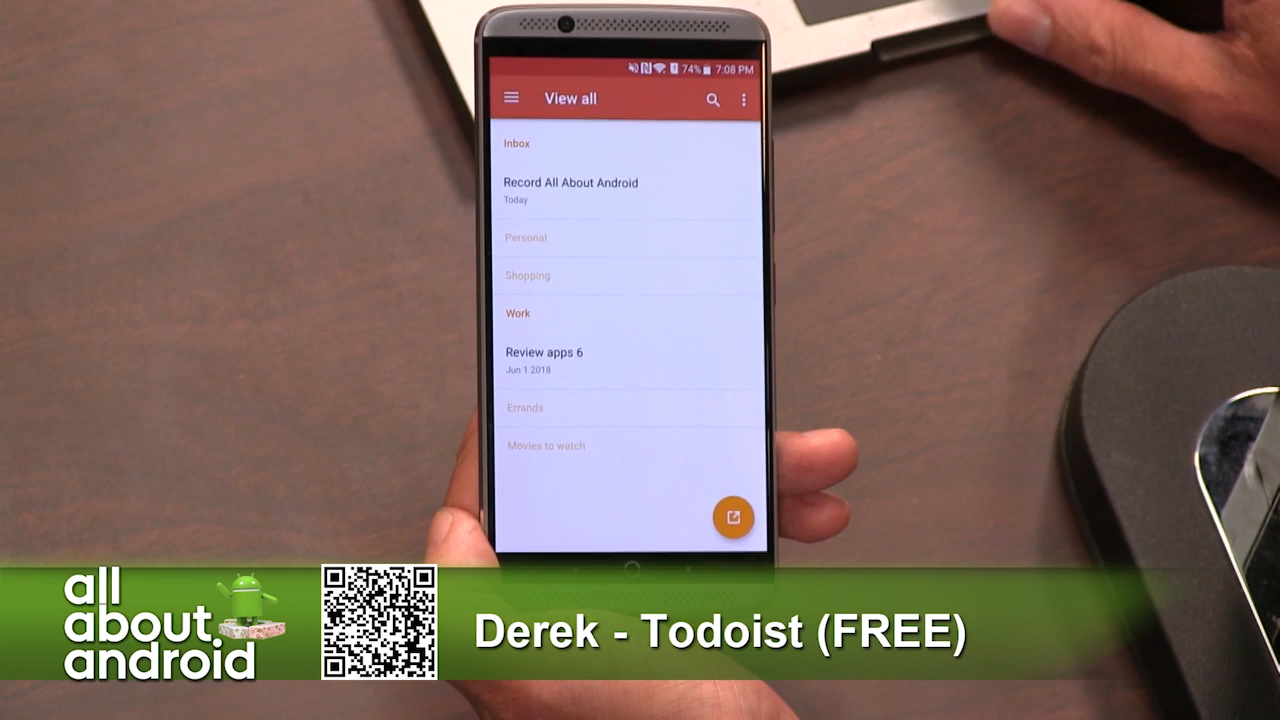 74% 7:08 PM
View all
Inbox
Record All About Android
Today
Personal
Shopping
Work
Review apps 6
Jun 1 2018
Errands
Movies to watch
all
about
android
Derek - Todoist (FREE)